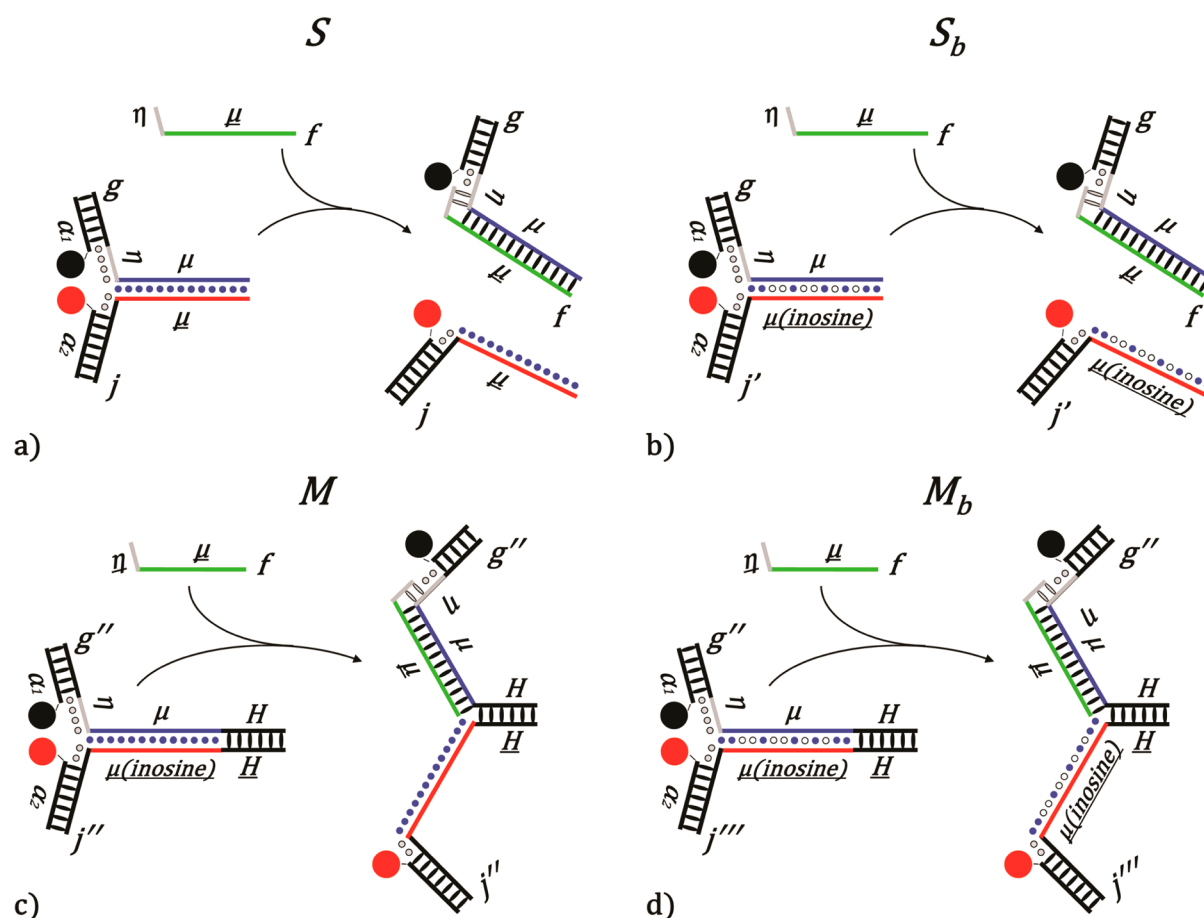 S
η
μ
f
g
α₁
η
μ
μ
α₂
j
g
η
μ
μ
f
μ
j
a)
S_b
η
μ
f
g
α₁
η
μ
μ(inosine)
α₂
j'
g
η
μ
μ
f
μ(inosine)
j'
b)
M
η
μ
f
g''
α₁
η
μ
H
μ(inosine)
H
α₂
j''
g''
η
μ
μ
H
H
j''
c)
M_b
η
μ
f
g''
α₁
η
μ
H
μ(inosine)
H
α₂
j'''
g''
η
μ
μ
H
H
μ(inosine)
j'''
d)